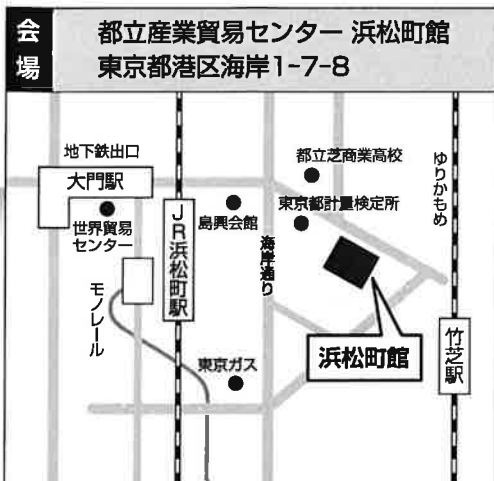 会場
都立産業貿易センター 浜松町館
東京都港区海岸1-7-8
地下鉄出口
大門駅
世界貿易
センター
モノレール
JR浜松町駅
島興会館
海岸通り
都立芝商業高校
東京都計量検定所
ゆりかもめ
浜松町館
竹芝駅
東京ガス